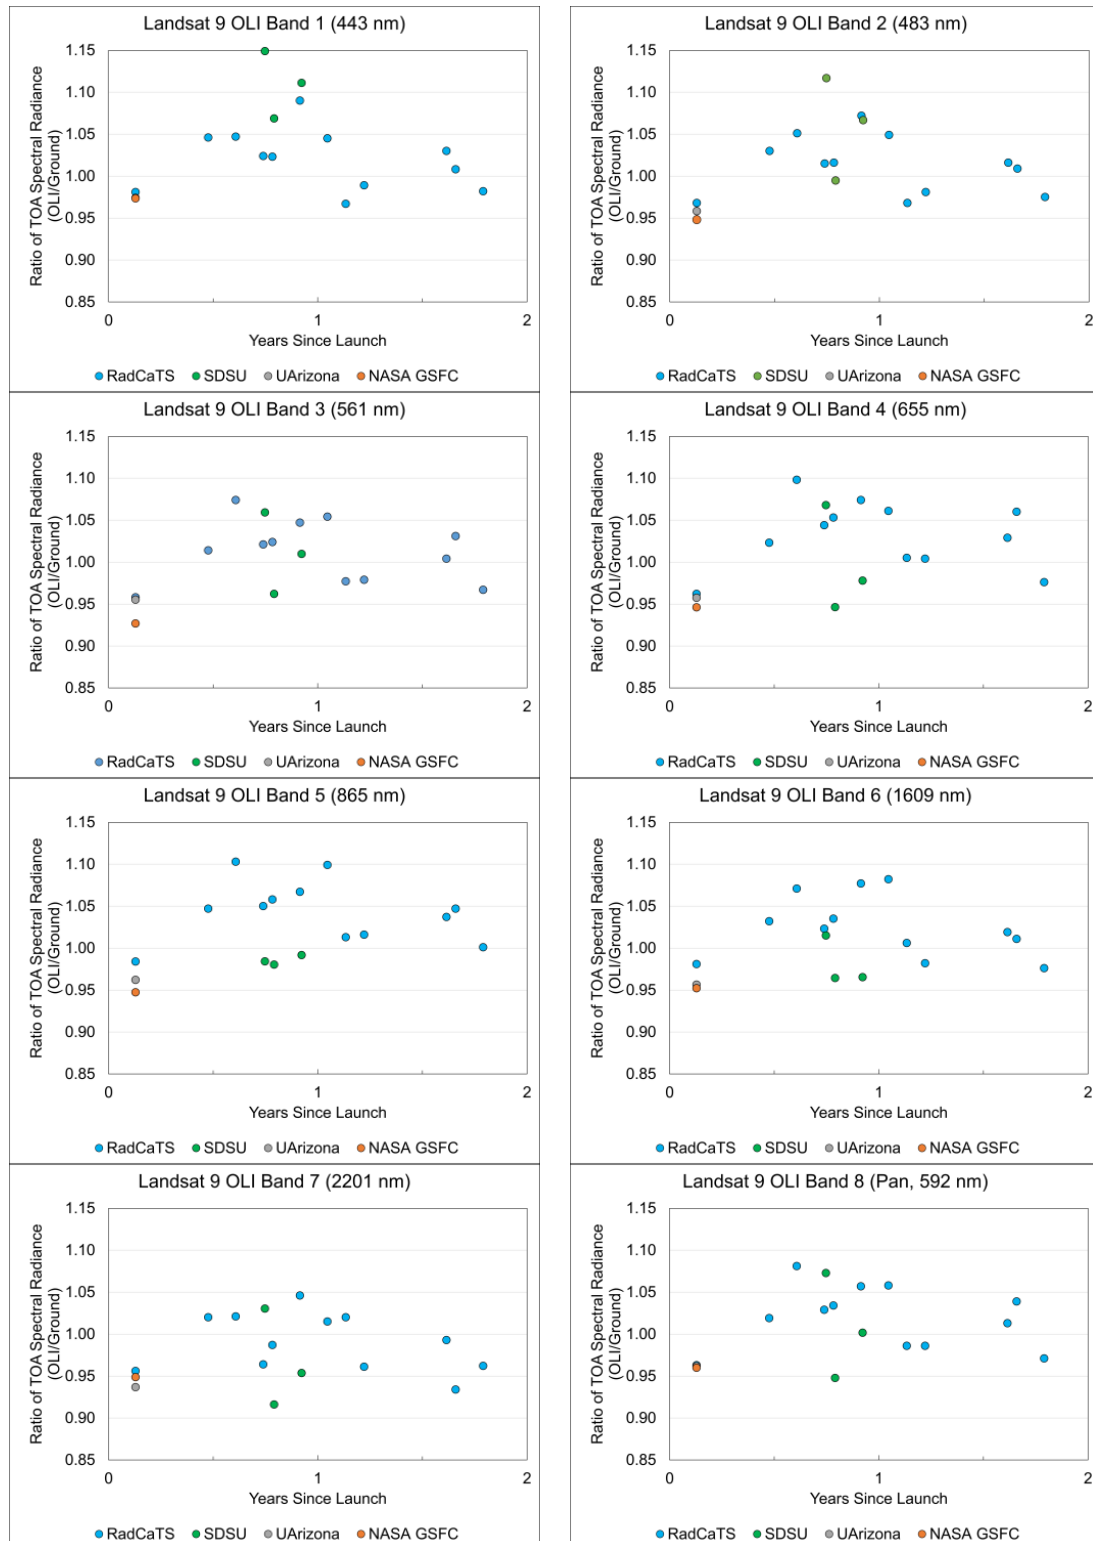 Landsat 9 OLI Band 1 (443 nm)
Ratio of TOA Spectral Radiance
(OLI/Ground)
1.15
1.10
1.05
1.00
0.95
0.90
0.85
0 1 2
Years Since Launch
RadCaTS SDSU UArizona NASA GSFC
Landsat 9 OLI Band 2 (483 nm)
Ratio of TOA Spectral Radiance
(OLI/Ground)
1.15
1.10
1.05
1.00
0.95
0.90
0.85
0 1 2
Years Since Launch
RadCaTS SDSU UArizona NASA GSFC
Landsat 9 OLI Band 3 (561 nm)
Ratio of TOA Spectral Radiance
(OLI/Ground)
1.15
1.10
1.05
1.00
0.95
0.90
0.85
0 1 2
Years Since Launch
RadCaTS SDSU UArizona NASA GSFC
Landsat 9 OLI Band 4 (655 nm)
Ratio of TOA Spectral Radiance
(OLI/Ground)
1.15
1.10
1.05
1.00
0.95
0.90
0.85
0 1 2
Years Since Launch
RadCaTS SDSU UArizona NASA GSFC
Landsat 9 OLI Band 5 (865 nm)
Ratio of TOA Spectral Radiance
(OLI/Ground)
1.15
1.10
1.05
1.00
0.95
0.90
0.85
0 1 2
Years Since Launch
RadCaTS SDSU UArizona NASA GSFC
Landsat 9 OLI Band 6 (1609 nm)
Ratio of TOA Spectral Radiance
(OLI/Ground)
1.15
1.10
1.05
1.00
0.95
0.90
0.85
0 1 2
Years Since Launch
RadCaTS SDSU UArizona NASA GSFC
Landsat 9 OLI Band 7 (2201 nm)
Ratio of TOA Spectral Radiance
(OLI/Ground)
1.15
1.10
1.05
1.00
0.95
0.90
0.85
0 1 2
Years Since Launch
RadCaTS SDSU UArizona NASA GSFC
Landsat 9 OLI Band 8 (Pan, 592 nm)
Ratio of TOA Spectral Radiance
(OLI/Ground)
1.15
1.10
1.05
1.00
0.95
0.90
0.85
0 1 2
Years Since Launch
RadCaTS SDSU UArizona NASA GSFC